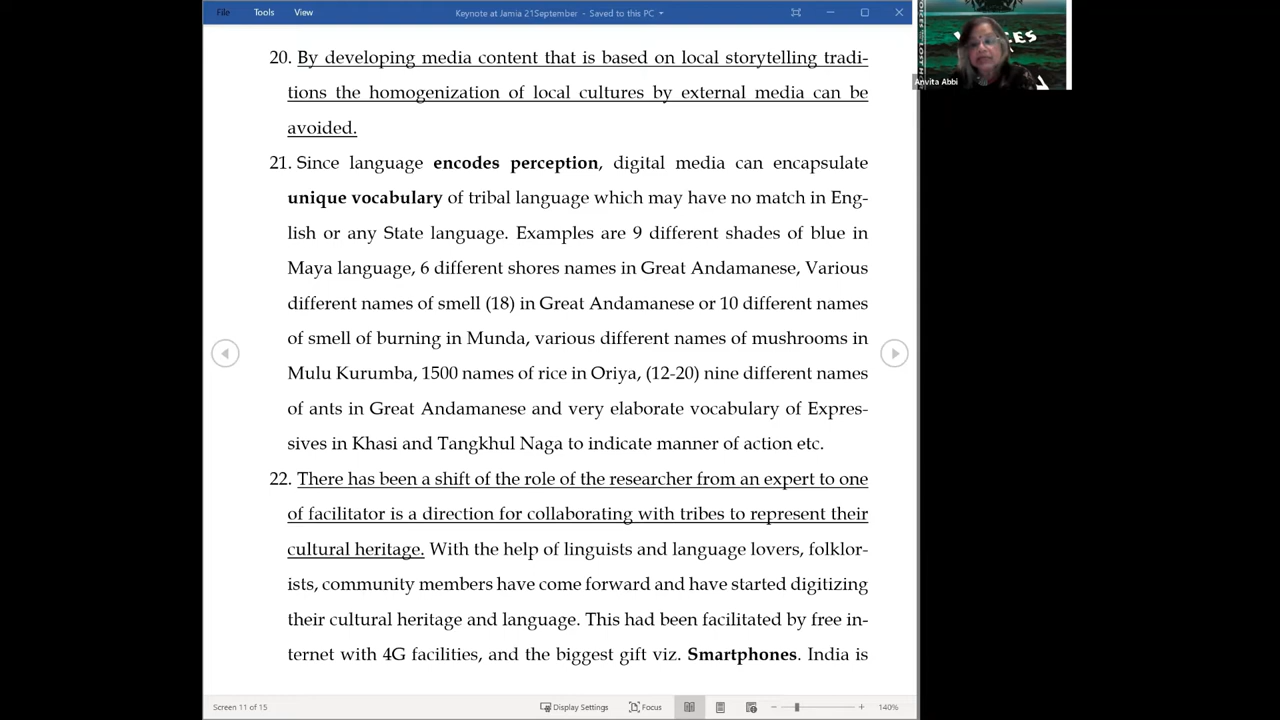 File Tools View Keynote at Jamia 21September - Saved to this PC
20. By developing media content that is based on local storytelling tradi-
tions the homogenization of local cultures by external media can be
avoided.
21. Since language encodes perception, digital media can encapsulate
unique vocabulary of tribal language which may have no match in Eng-
lish or any State language. Examples are 9 different shades of blue in
Maya language, 6 different shores names in Great Andamanese, Various
different names of smell (18) in Great Andamanese or 10 different names
of smell of burning in Munda, various different names of mushrooms in
Mulu Kurumba, 1500 names of rice in Oriya, (12-20) nine different names
of ants in Great Andamanese and very elaborate vocabulary of Expres-
sives in Khasi and Tangkhul Naga to indicate manner of action etc.
22. There has been a shift of the role of the researcher from an expert to one
of facilitator is a direction for collaborating with tribes to represent their
cultural heritage. With the help of linguists and language lovers, folklor-
ists, community members have come forward and have started digitizing
their cultural heritage and language. This had been facilitated by free in-
ternet with 4G facilities, and the biggest gift viz. Smartphones. India is
Screen 11 of 15 Display Settings Focus 140%
Anvita Abbi